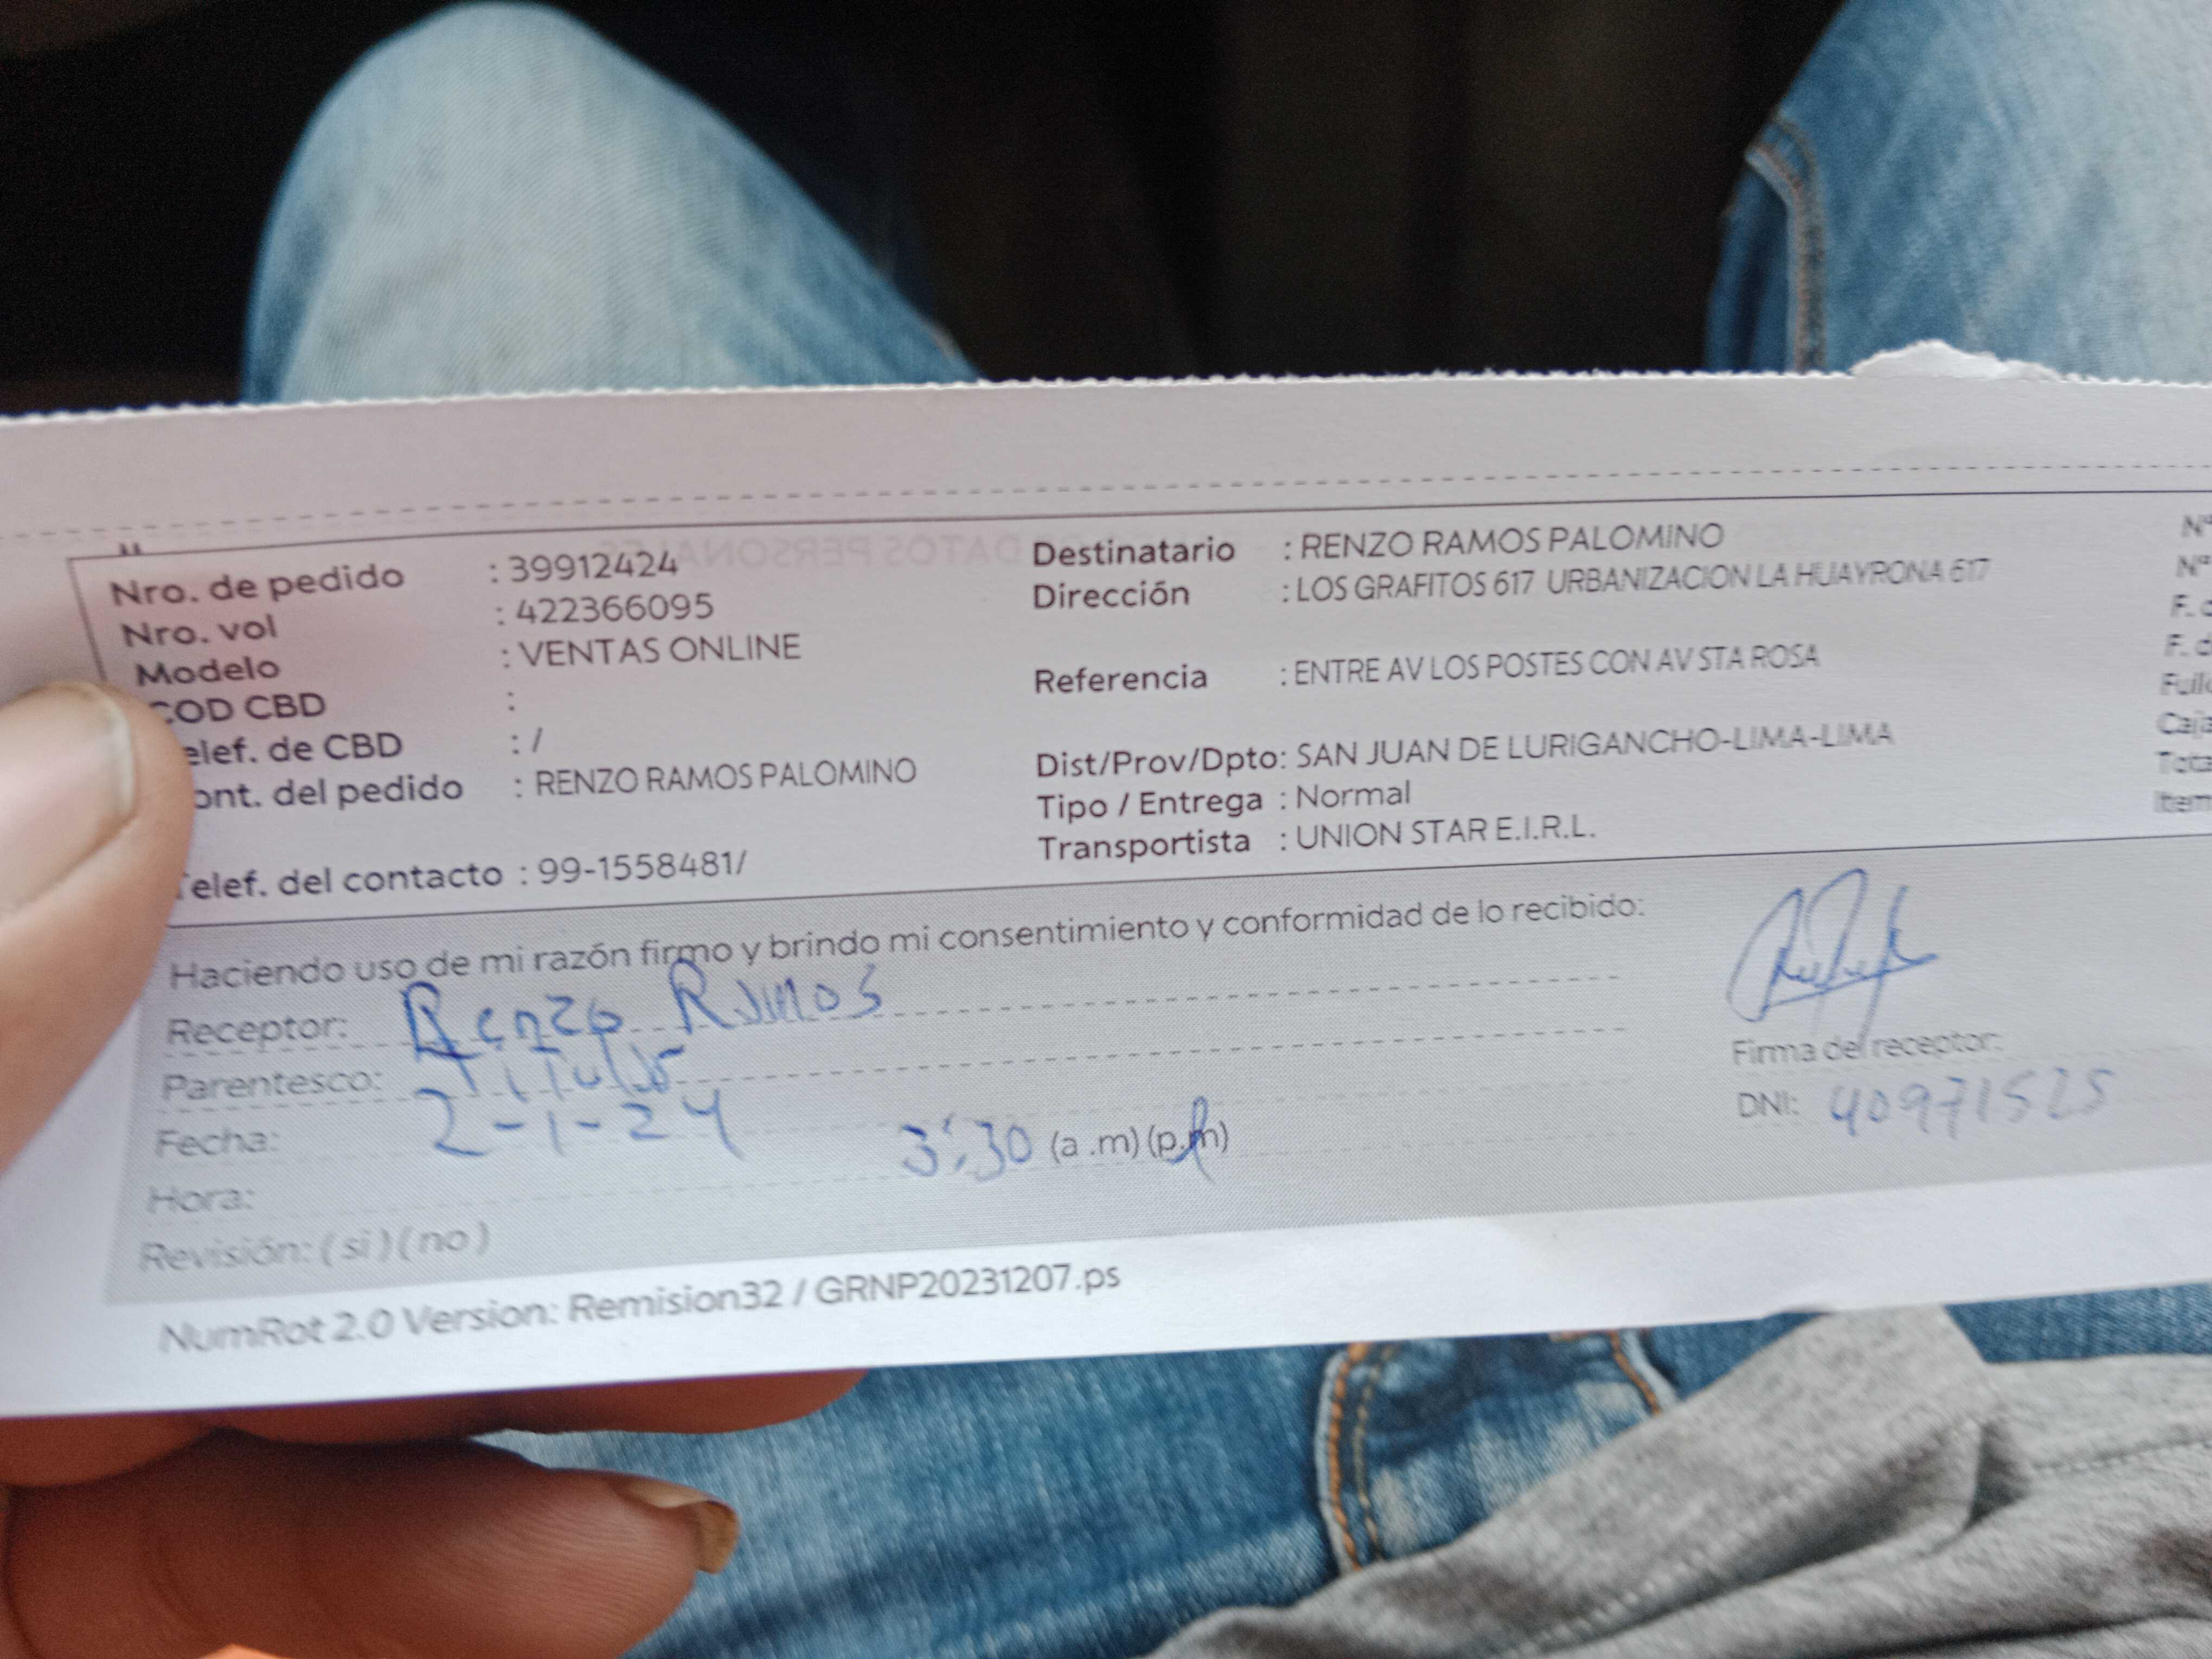 Nro. de pedido : 39912424
Nro. vol : 422366095
Modelo : VENTAS ONLINE
COD CBD :
elef. de CBD : /
ont. del pedido : RENZO RAMOS PALOMINO
Telef. del contacto : 99-1558481/
Destinatario : RENZO RAMOS PALOMINO
Dirección : LOS GRAFITOS 617 URBANIZACION LA HUAYRONA 617
Referencia : ENTRE AV LOS POSTES CON AV STA ROSA
Dist/Prov/Dpto: SAN JUAN DE LURIGANCHO-LIMA-LIMA
Tipo / Entrega : Normal
Transportista : UNION STAR E.I.R.L.
N°
N°
F. d
Caja
Tota
Item
Haciendo uso de mi razón firmo y brindo mi consentimiento y conformidad de lo recibido:
Receptor: Renzo Ramos
Parentesco: Titular
Fecha: 2-1-24
Hora: 3:30 (a .m) (p.m)
Revisión: ( si ) ( no )
Firma del receptor:
DNI: 40971525
NumRot 2.0 Version: Remision32 / GRNP20231207.ps